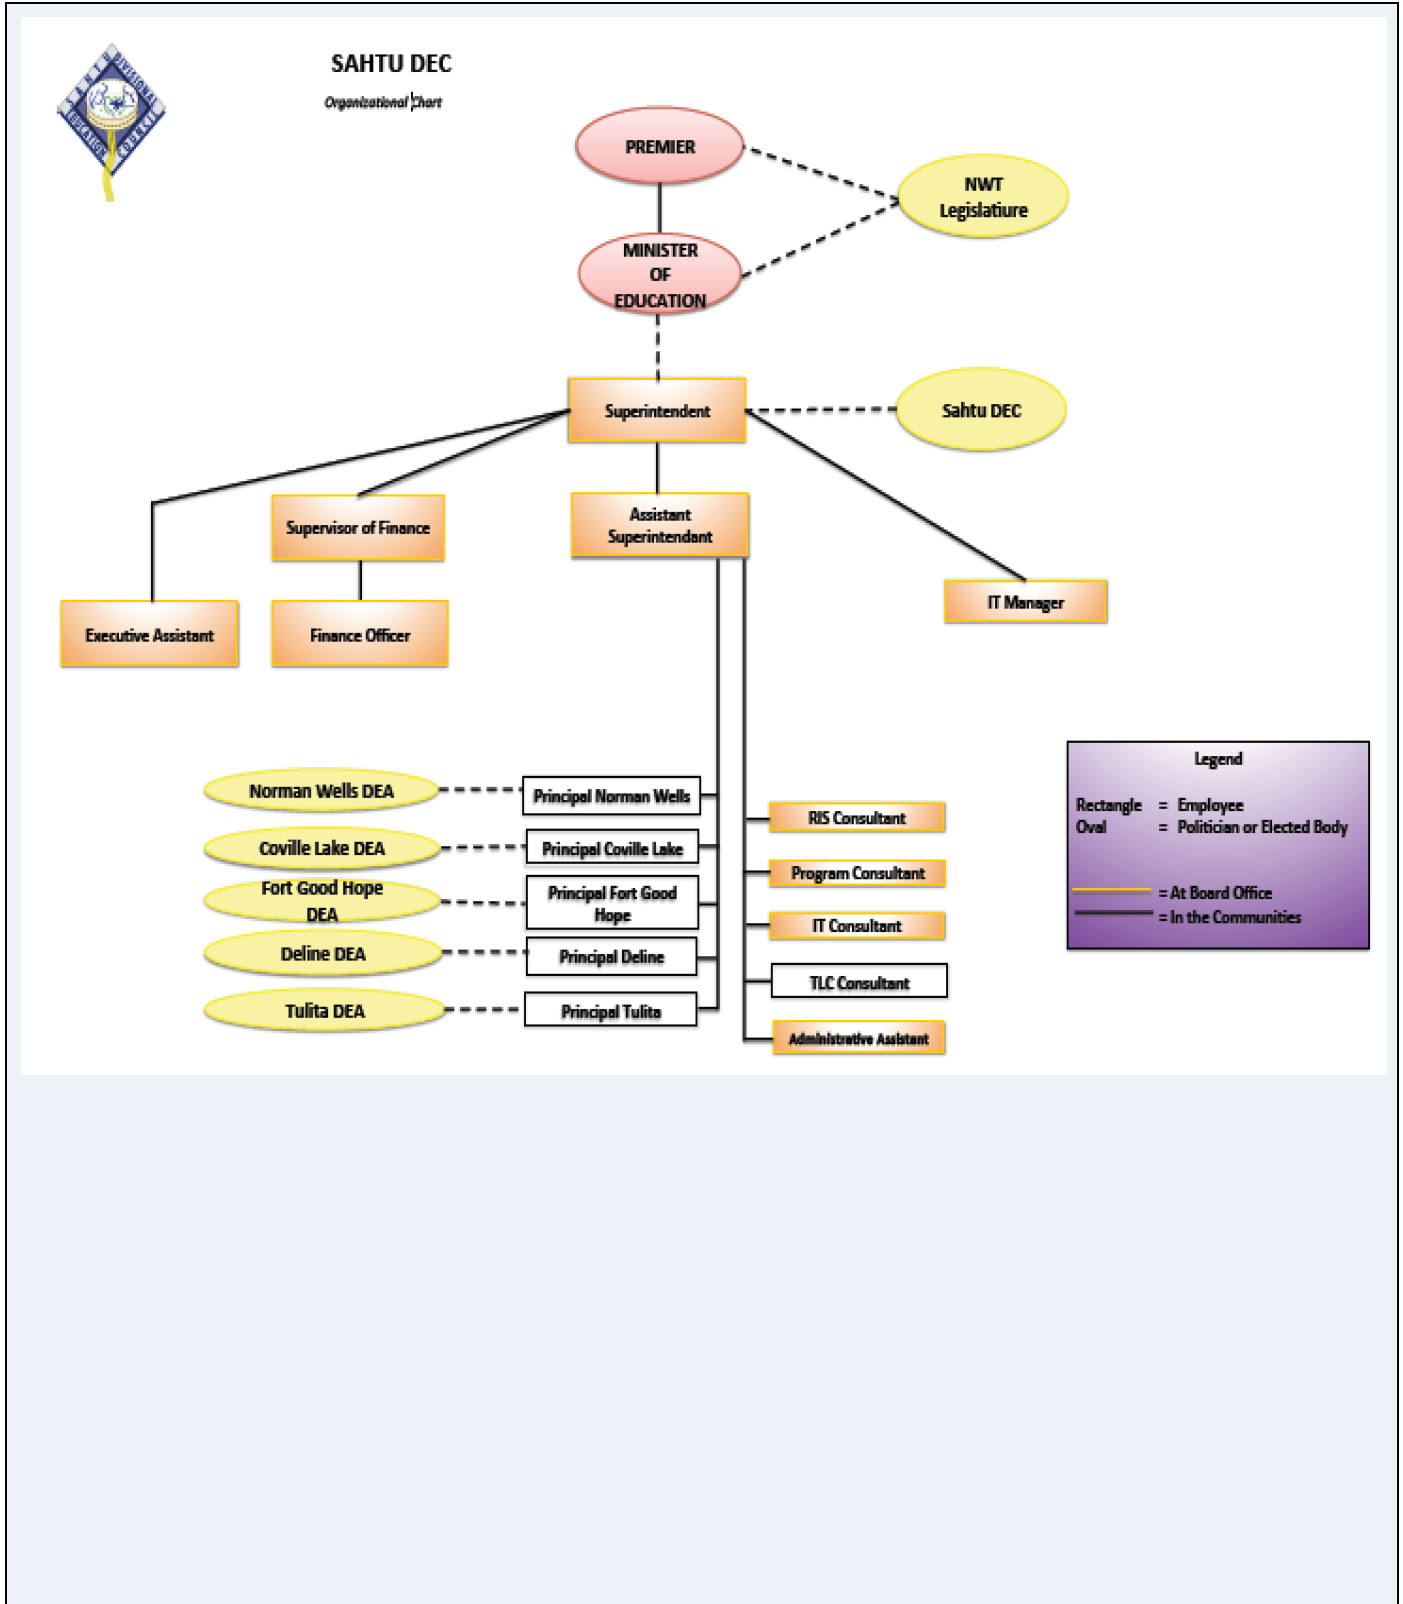 SAHTU DEC
Organizational Chart
PREMIER
NWT
Legislatiure
MINISTER
OF
EDUCATION
Superintendent
Sahtu DEC
Supervisor of Finance
Assistant
Superintendant
IT Manager
Executive Assistant
Finance Officer
Legend
Rectangle = Employee
Oval = Politician or Elected Body
= At Board Office
= In the Communities
Norman Wells DEA
Principal Norman Wells
Coville Lake DEA
Principal Coville Lake
Fort Good Hope
DEA
Principal Fort Good
Hope
Deline DEA
Principal Deline
Tulita DEA
Principal Tulita
RIS Consultant
Program Consultant
IT Consultant
TLC Consultant
Administrative Assistant